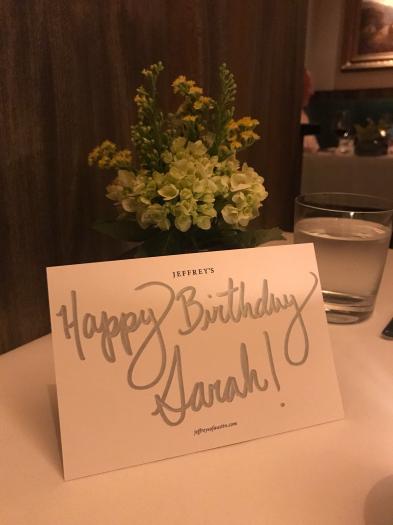 JEFFREY'S
Happy Birthday
Sarah!
jeffreysofaustin.com